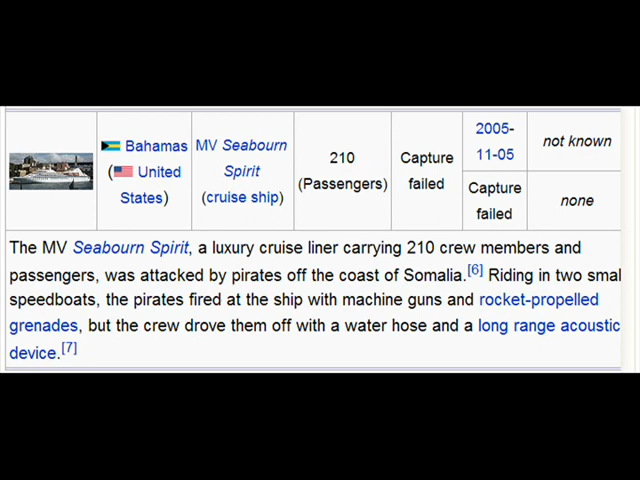 Bahamas
(United
States)
MV Seabourn
Spirit
(cruise ship)
210
(Passengers)
Capture
failed
2005-
11-05
Capture
failed
not known
none
The MV Seabourn Spirit, a luxury cruise liner carrying 210 crew members and
passengers, was attacked by pirates off the coast of Somalia.[6] Riding in two smal
speedboats, the pirates fired at the ship with machine guns and rocket-propelled
grenades, but the crew drove them off with a water hose and a long range acoustic
device.[7]